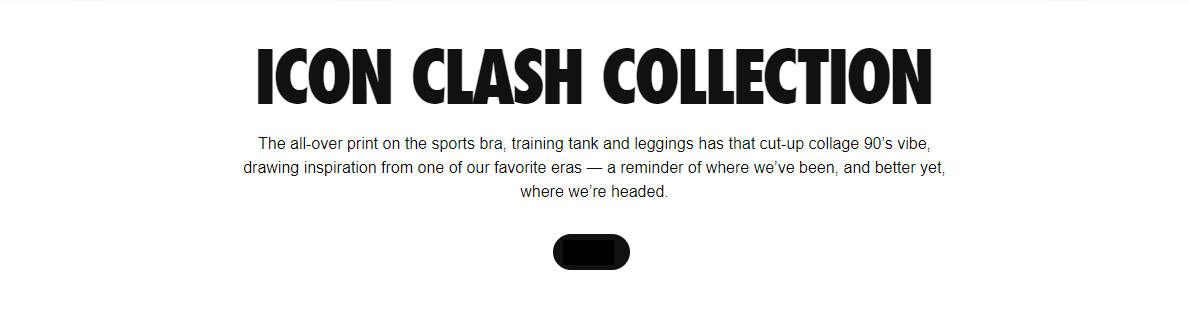 ICON CLASH COLLECTION
The all-over print on the sports bra, training tank and leggings has that cut-up collage 90’s vibe,
drawing inspiration from one of our favorite eras — a reminder of where we’ve been, and better yet,
where we’re headed.